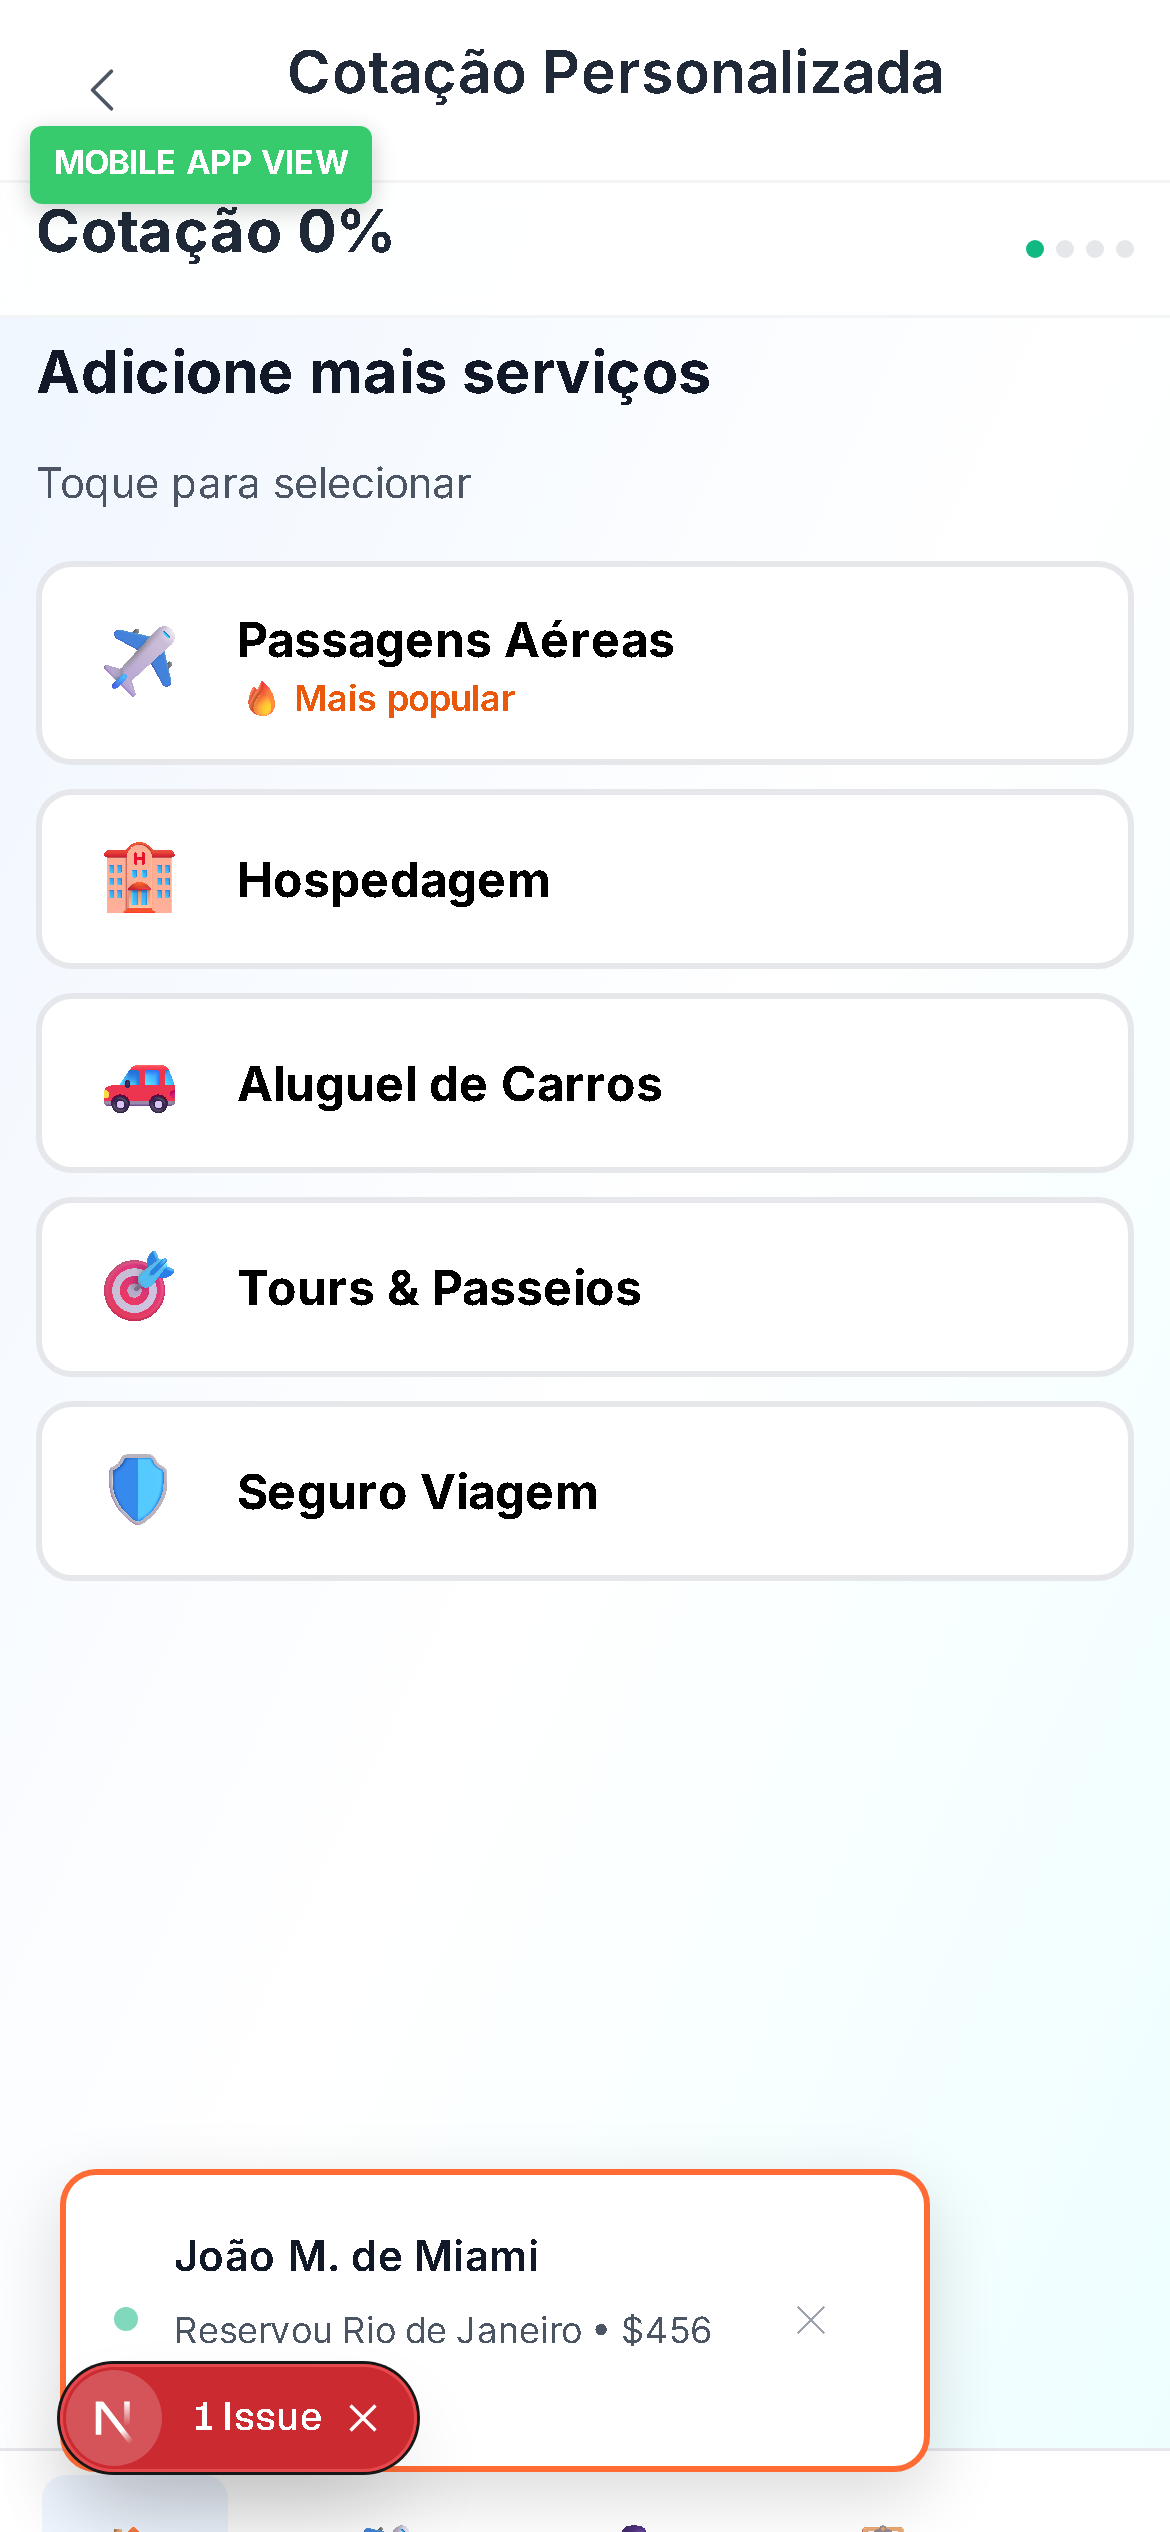 Cotação Personalizada
MOBILE APP VIEW
Cotação 0%
Adicione mais serviços
Toque para selecionar
Passagens Aéreas
🔥 Mais popular
Hospedagem
Aluguel de Carros
Tours & Passeios
Seguro Viagem
João M. de Miami
Reservou Rio de Janeiro • $456
N 1 Issue